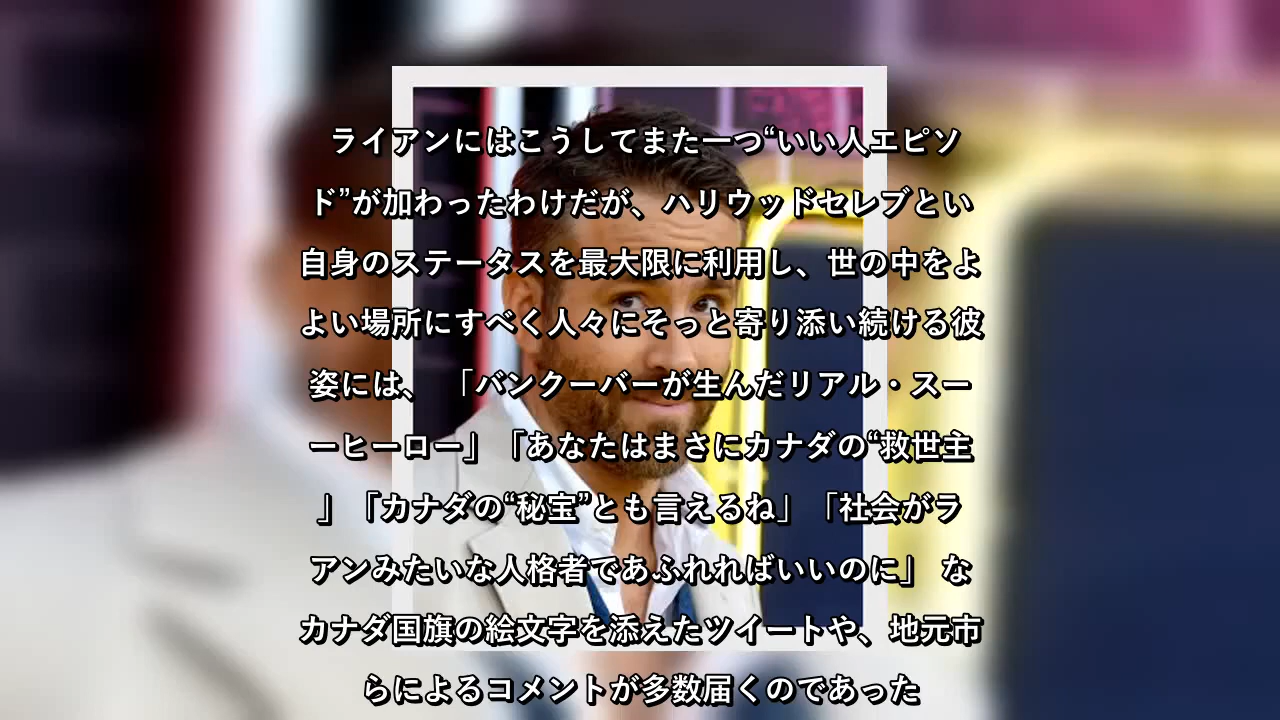 ライアンにはこうしてまた一つ“いい人エピソ
ド”が加わったわけだが、ハリウッドセレブとい
自身のステータスを最大限に利用し、世の中をよ
よい場所にすべく人々にそっと寄り添い続ける彼
姿には、 「バンクーバーが生んだリアル・スー
ーヒーロー」「あなたはまさにカナダの“救世主
」「カナダの“秘宝”とも言えるね」「社会がラ
アンみたいな人格者であふれればいいのに」 な
カナダ国旗の絵文字を添えたツイートや、地元市
らによるコメントが多数届くのであった